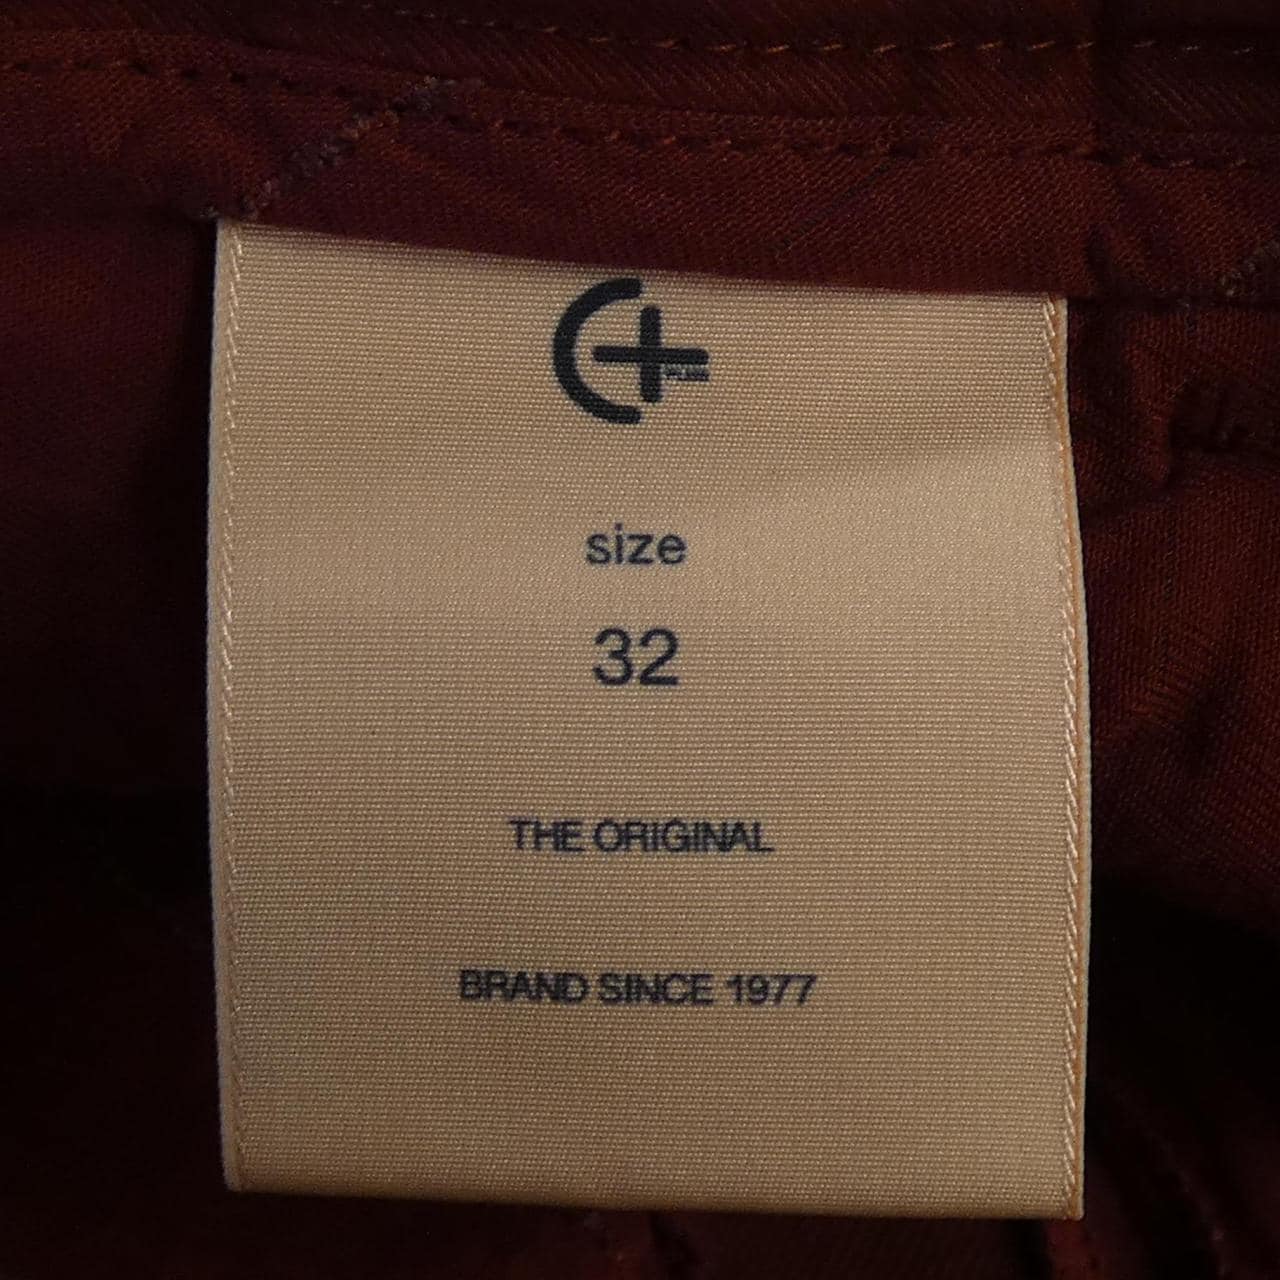 size
32
THE ORIGINAL
BRAND SINCE 1977